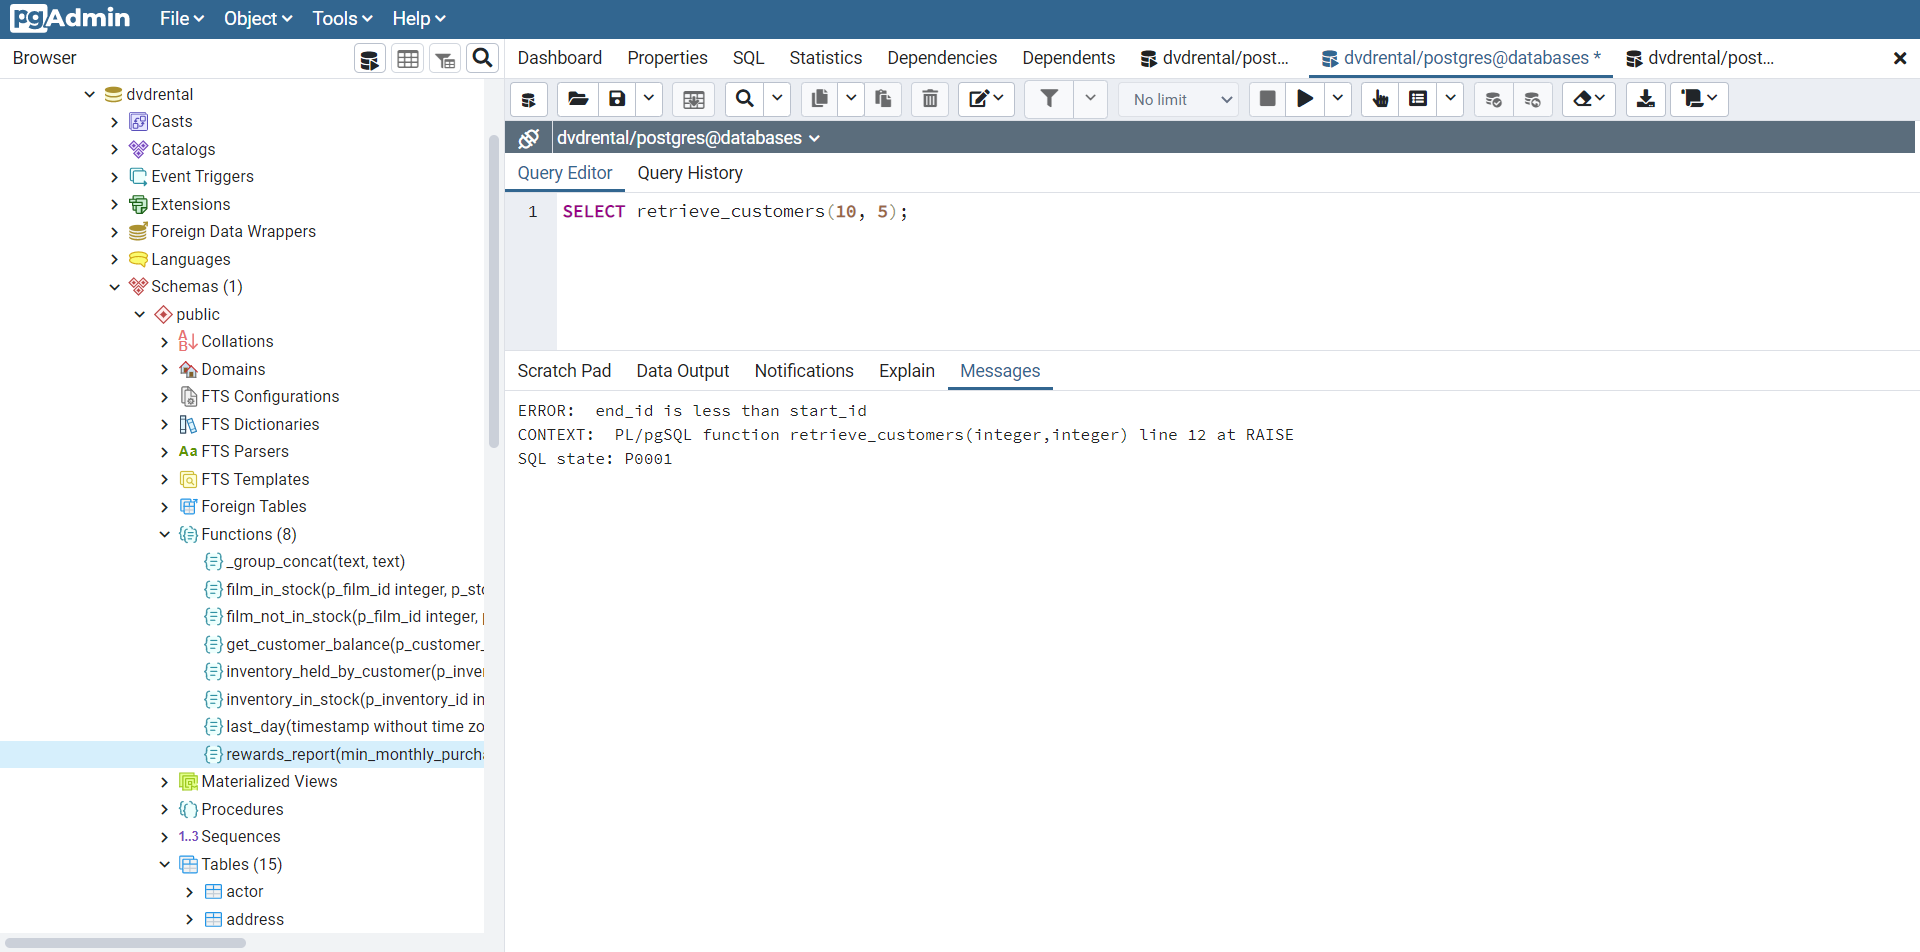 pgAdmin File Object Tools Help
Browser
Dashboard Properties SQL Statistics Dependencies Dependents dvdrental/post... dvdrental/postgres@databases * dvdrental/post...
No limit
dvdrental/postgres@databases
Query Editor Query History
1 SELECT retrieve_customers(10, 5);
Scratch Pad Data Output Notifications Explain Messages
ERROR:  end_id is less than start_id
CONTEXT:  PL/pgSQL function retrieve_customers(integer,integer) line 12 at RAISE
SQL state: P0001
dvdrental
Casts
Catalogs
Event Triggers
Extensions
Foreign Data Wrappers
Languages
Schemas (1)
public
Collations
Domains
FTS Configurations
FTS Dictionaries
Aa FTS Parsers
FTS Templates
Foreign Tables
Functions (8)
_group_concat(text, text)
film_in_stock(p_film_id integer, p_sto
film_not_in_stock(p_film_id integer,
get_customer_balance(p_customer_
inventory_held_by_customer(p_inve
inventory_in_stock(p_inventory_id in
last_day(timestamp without time zo
rewards_report(min_monthly_purch
Materialized Views
Procedures
1..3 Sequences
Tables (15)
actor
address